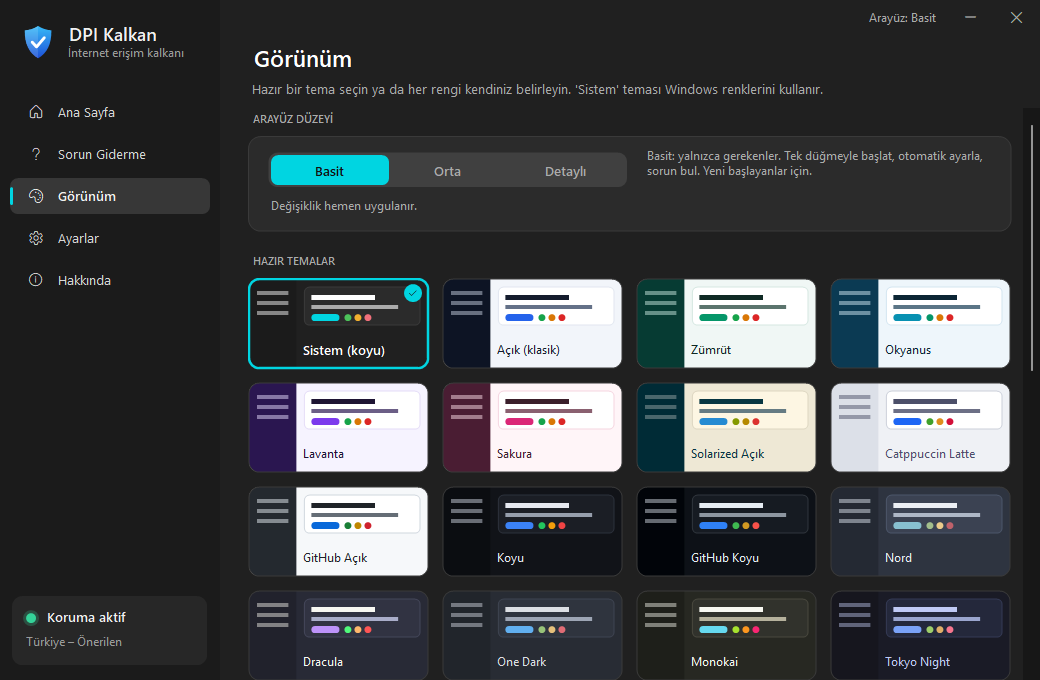 DPI Kalkan
İnternet erişim kalkanı
Ana Sayfa
? Sorun Giderme
Görünüm
Ayarlar
Hakkında
Koruma aktif
Türkiye – Önerilen
Arayüz: Basit
Görünüm
Hazır bir tema seçin ya da her rengi kendiniz belirleyin. 'Sistem' teması Windows renklerini kullanır.
ARAYÜZ DÜZEYİ
Basit Orta Detaylı
Basit: yalnızca gerekenler. Tek düğmeyle başlat, otomatik ayarla,
sorun bul. Yeni başlayanlar için.
Değişiklik hemen uygulanır.
HAZIR TEMALAR
Sistem (koyu) Açık (klasik) Zümrüt Okyanus
Lavanta Sakura Solarized Açık Catppuccin Latte
GitHub Açık Koyu GitHub Koyu Nord
Dracula One Dark Monokai Tokyo Night